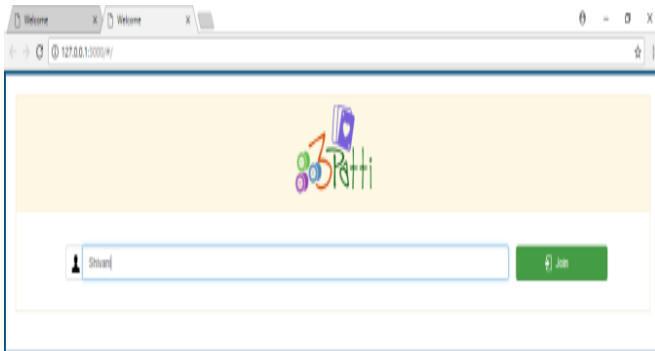 Welcome X Welcome X
127.0.0.1:3000/#/
3Patti
Shivani
Join